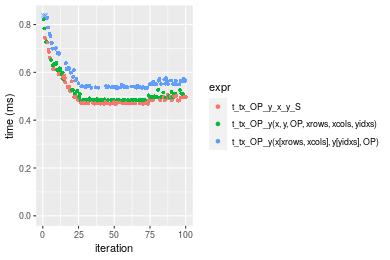 0.8
0.6
0.4
0.2
0.0
time (ms)
0
25
50
75
100
iteration
expr
t_tx_OP_y_x_y_S
t_tx_OP_y(x, y, OP, xrows, xcols, yidxs)
t_tx_OP_y(x[xrows, xcols], y[yidxs], OP)